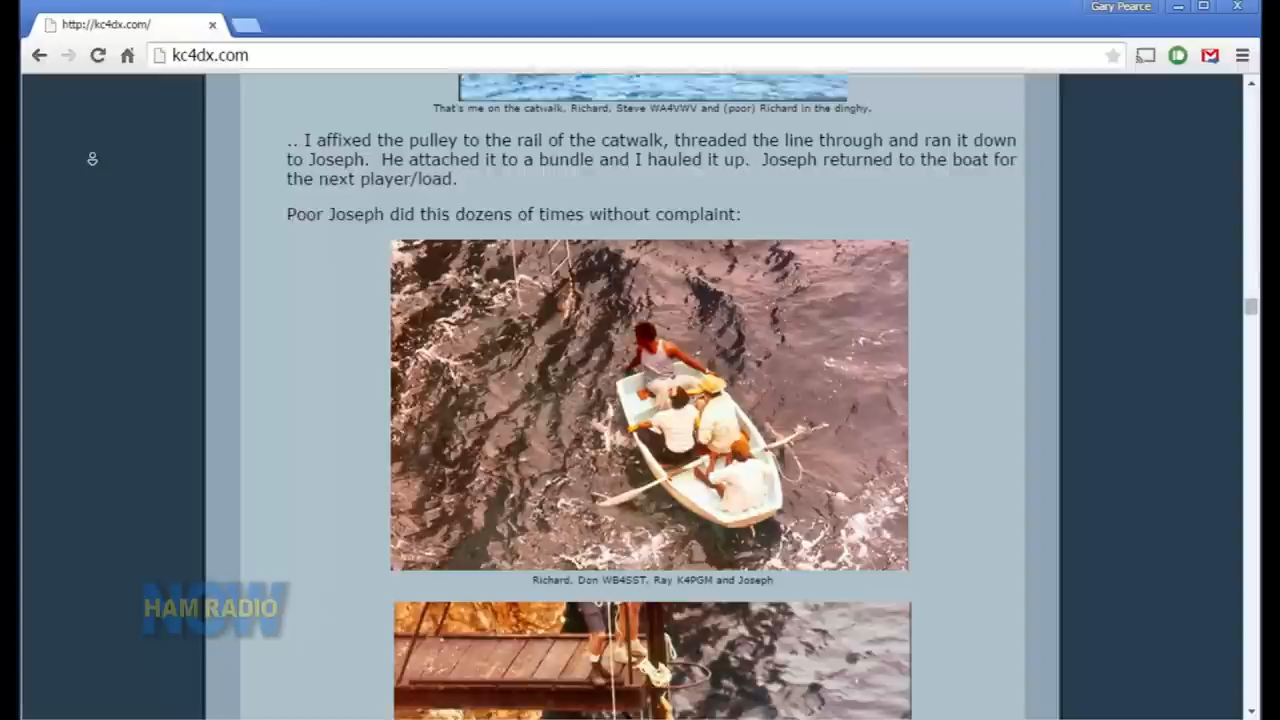 Gary Pearce
http://kc4dx.com/
kc4dx.com
That's me on the catwalk, Richard, Steve WA4VWV and (poor) Richard in the dinghy.
.. I affixed the pulley to the rail of the catwalk, threaded the line through and ran it down
to Joseph.  He attached it to a bundle and I hauled it up.  Joseph returned to the boat for
the next player/load.
Poor Joseph did this dozens of times without complaint:
Richard, Don WB4SST, Ray K4PGM and Joseph
HAM RADIO
NOW